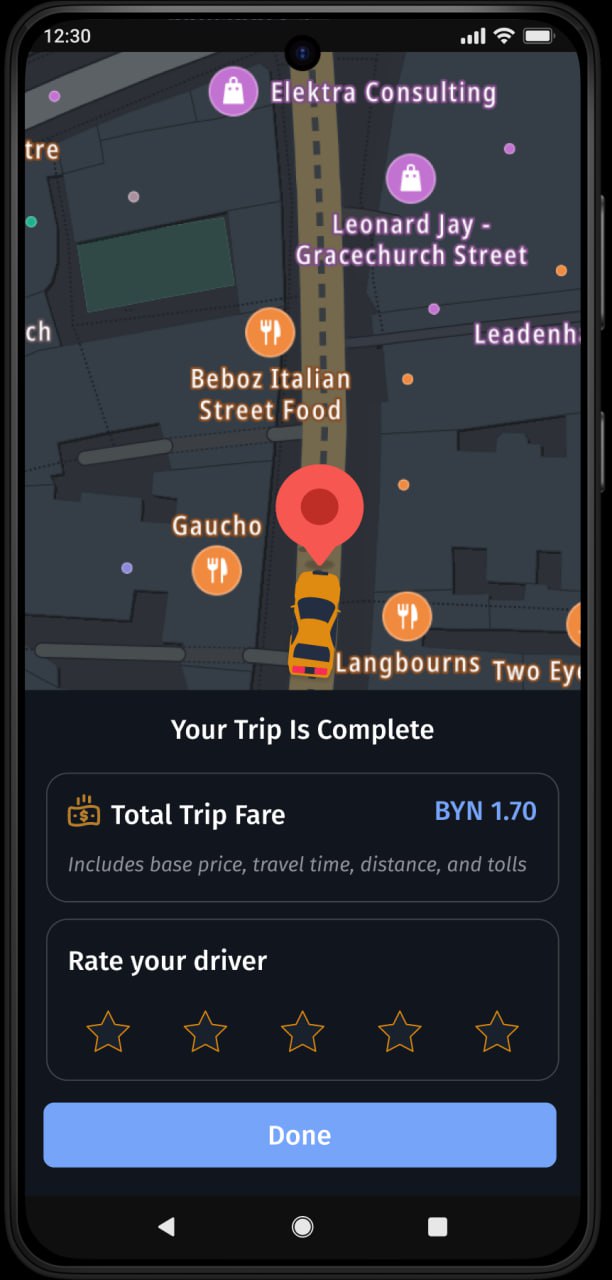 12:30
Elektra Consulting
tre
Leonard Jay -
Gracechurch Street
ch
Leadenha
Beboz Italian
Street Food
Gaucho
Langbourns
Two Eye
Your Trip Is Complete
Total Trip Fare
BYN 1.70
Includes base price, travel time, distance, and tolls
Rate your driver
Done